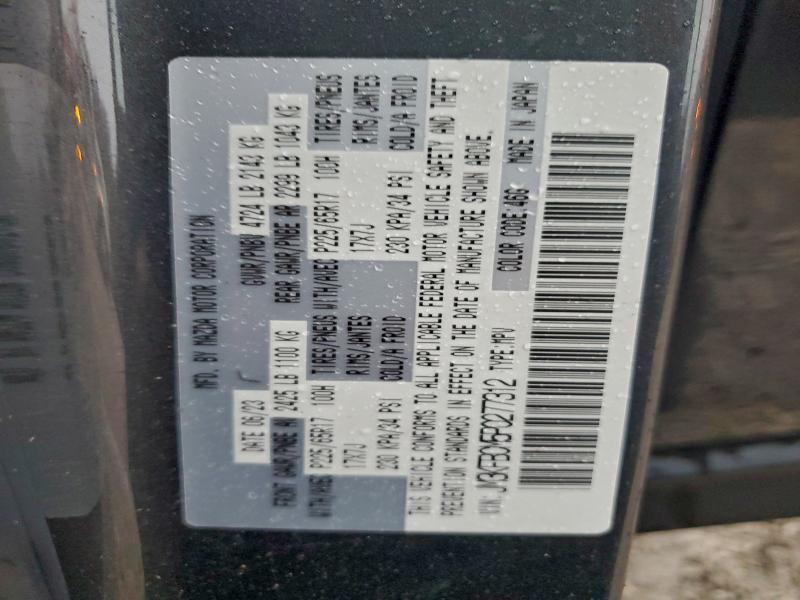 MFD. BY MAZDA MOTOR CORPORATION
DATE 06/23 GVWR/PNBV 4724 LB 2143 KG
FRONT GAWR/PNBE AV 2425 LB 1100 KG REAR GAWR/PNBE AR 2299 LB 1043 KG
WITH/AVEC P225/65R17 100H TIRES/PNEUS WITH/AVEC P225/65R17 100H TIRES/PNEUS
17X7J RIMS/JANTES 17X7J RIMS/JANTES
230 KPA/34 PSI COLD/A FROID 230 KPA/34 PSI COLD/A FROID
THIS VEHICLE CONFORMS TO ALL APPLICABLE FEDERAL MOTOR VEHICLE SAFETY AND THEFT
PREVENTION STANDARDS IN EFFECT ON THE DATE OF MANUFACTURE SHOWN ABOVE.
VIN: TYPE:MPV COLOR CODE:46G MADE IN JAPAN